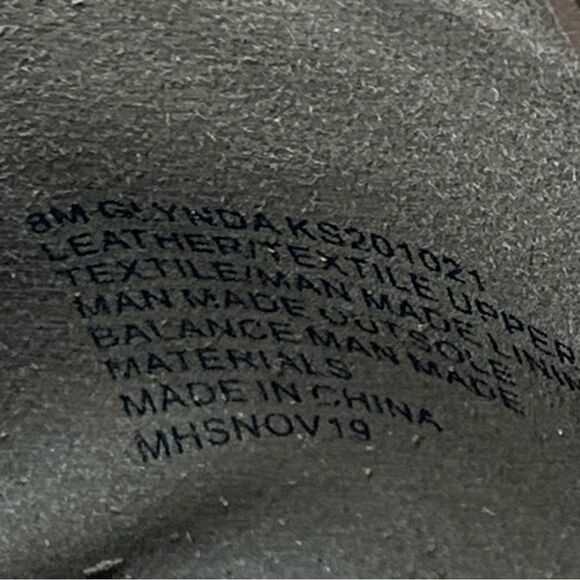 8M GLYNDA KS201021
LEATHER/TEXTILE UPPER
TEXTILE/MAN MADE LININ
MAN MADE OUTSOLE
BALANCE MAN MADE
MATERIALS
MADE IN CHINA
MHSNOV19